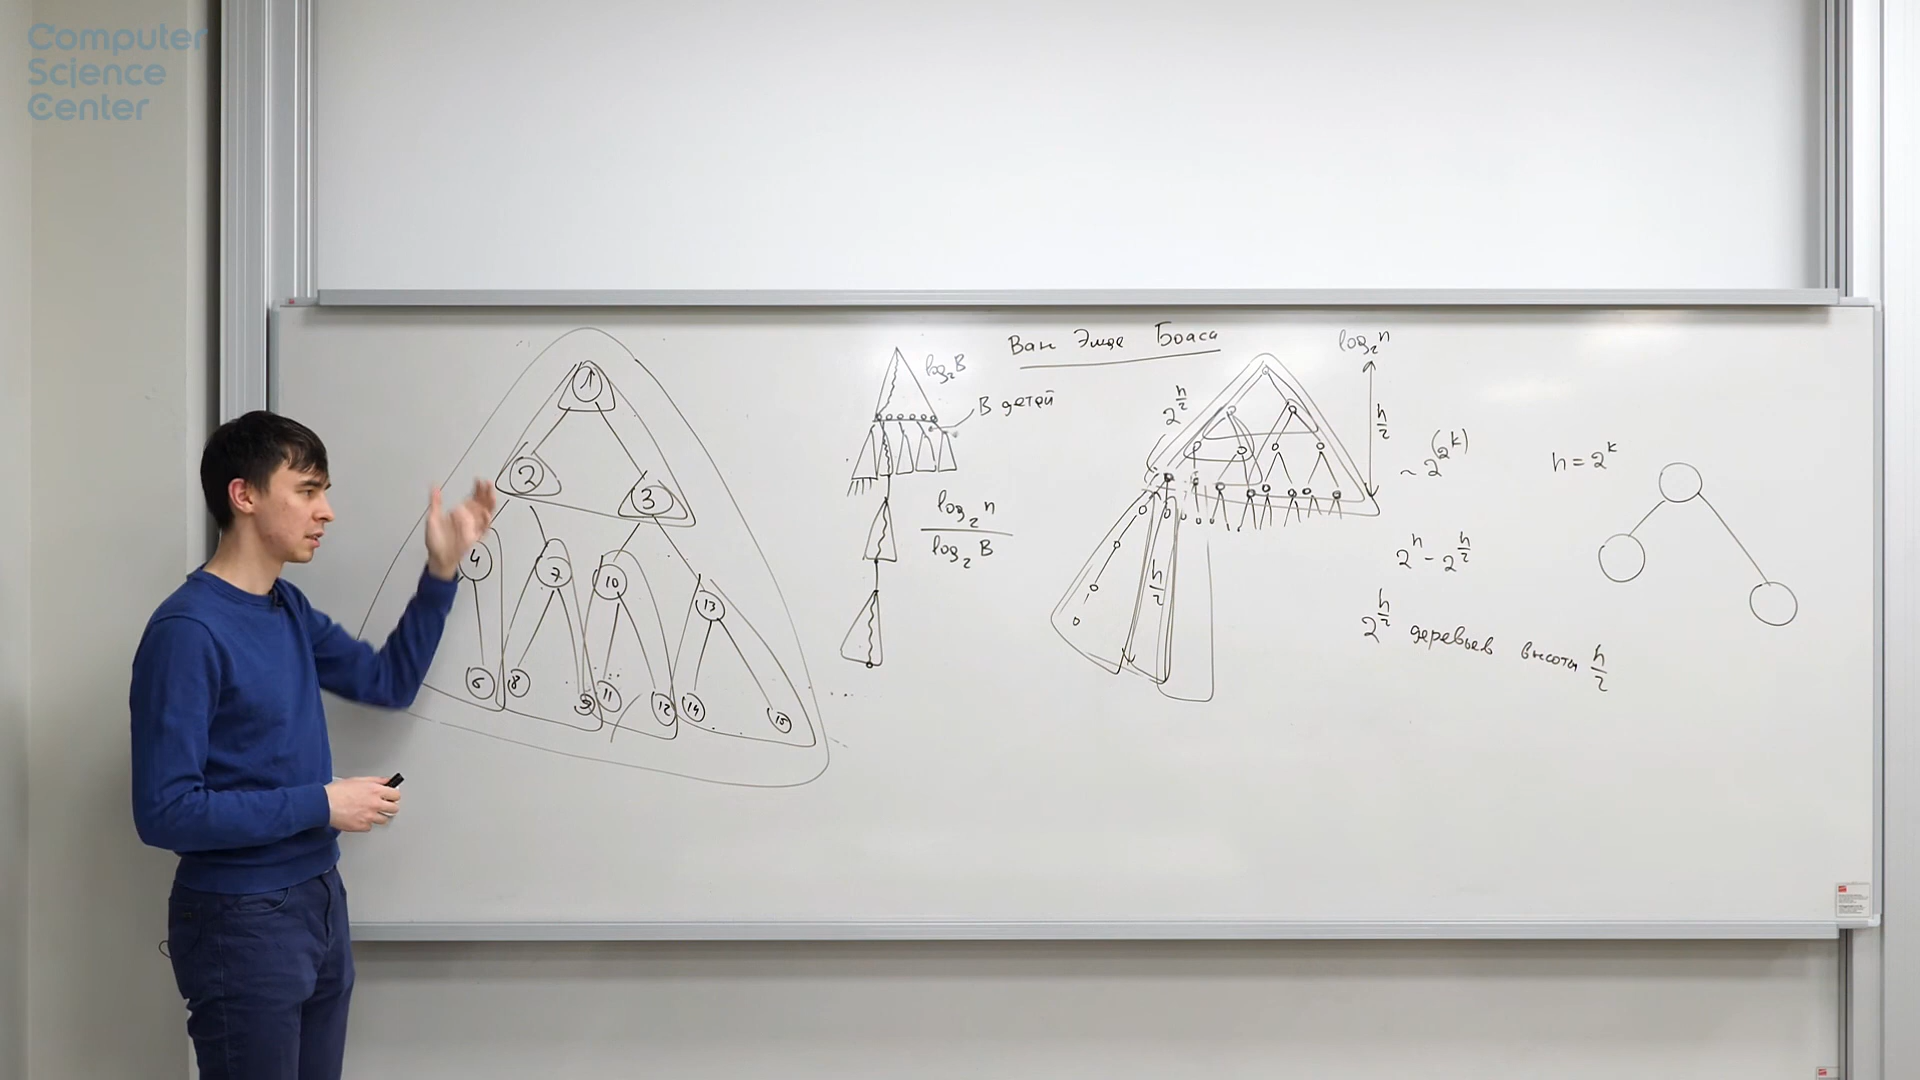 Computer
Science
Center
1
2
3
4
7
10
13
6
8
9
11
12
14
15
log₂B
B детей
log₂n
log₂B
Ван Эмде Боаса
log₂n
2^(h/2)
h/2
~2^(2^k)
h=2^k
h/2
2^h - 2^(h/2)
2^(h/2) деревьев высоты h/2